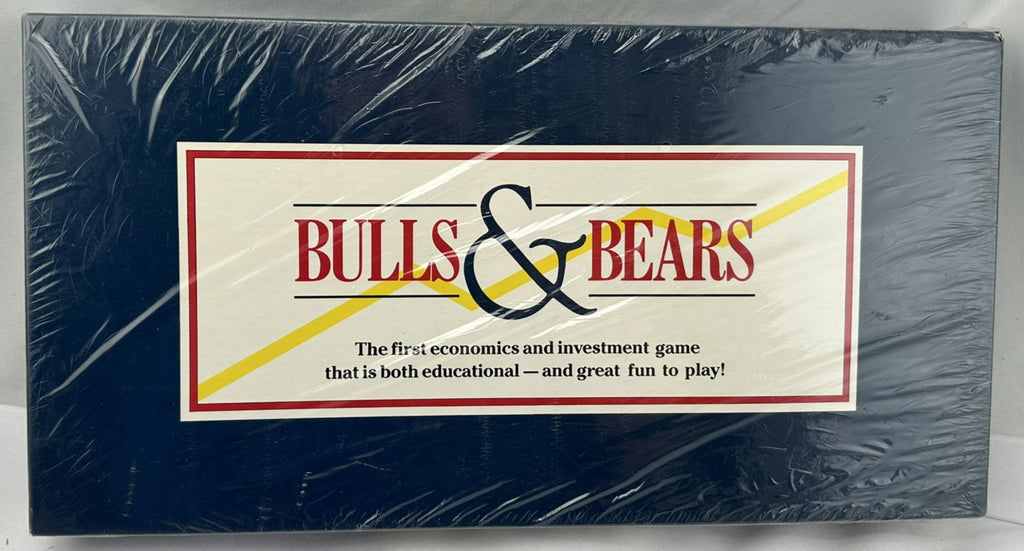 BULLS & BEARS
The first economics and investment game
that is both educational — and great fun to play!